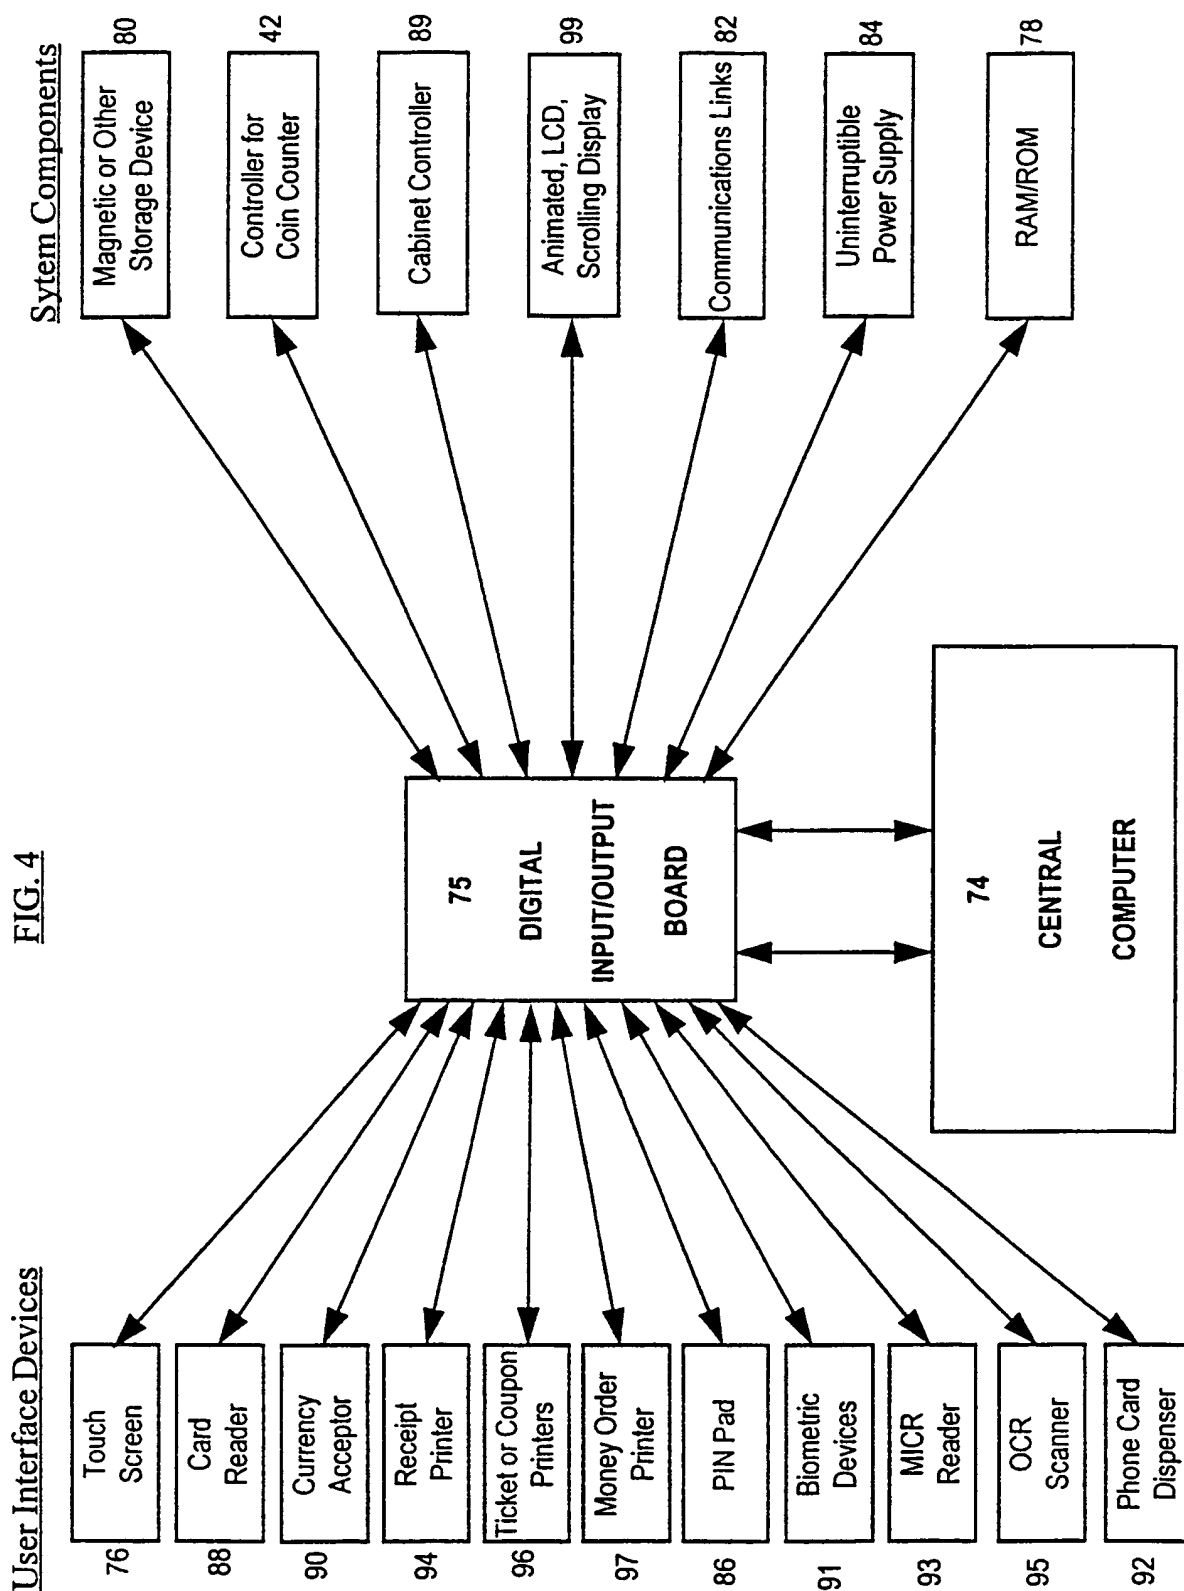 FIG. 4
User Interface Devices
76
Touch
Screen
88
Card
Reader
90
Currency
Acceptor
94
Receipt
Printer
96
Ticket or Coupon
Printers
97
Money Order
Printer
86
PIN Pad
91
Biometric
Devices
93
MICR
Reader
95
OCR
Scanner
92
Phone Card
Dispenser
75
DIGITAL
INPUT/OUTPUT
BOARD
74
CENTRAL
COMPUTER
Sytem Components
Magnetic or Other
Storage Device
80
Controller for
Coin Counter
42
Cabinet Controller
89
Animated, LCD,
Scrolling Display
99
Communications Links
82
Uninterruptible
Power Supply
84
RAM/ROM
78